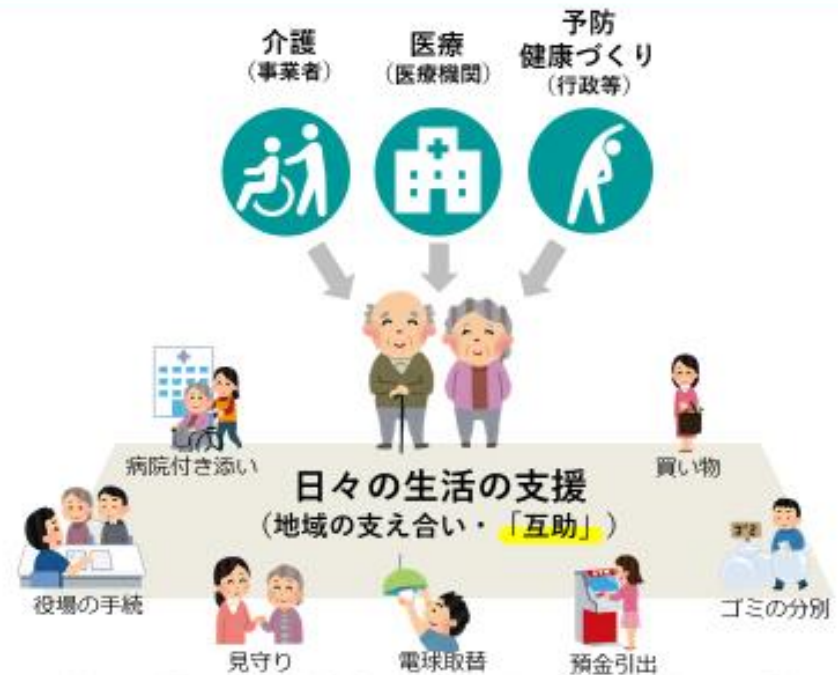 介護
（事業者）
医療
（医療機関）
予防
健康づくり
（行政等）
病院付き添い
買い物
日々の生活の支援
（地域の支え合い・「互助」）
役場の手続
見守り
電球取替
ATM
預金引出
ゴミ
ゴミの分別